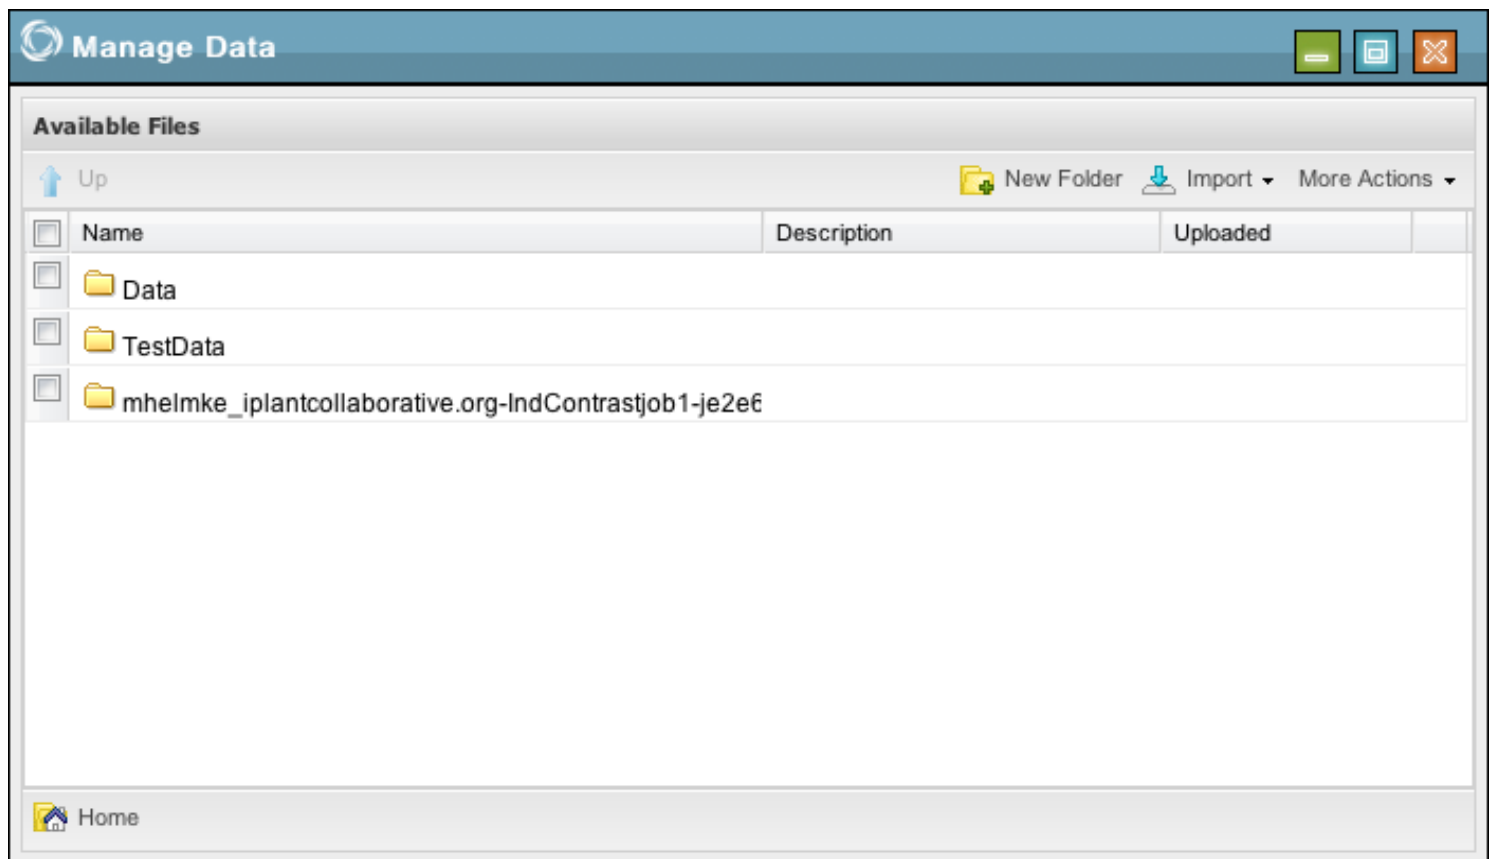 Manage Data
Available Files
Up New Folder Import More Actions
Name Description Uploaded
Data
TestData
mhelmke_iplantcollaborative.org-IndContrastjob1-je2e6
Home